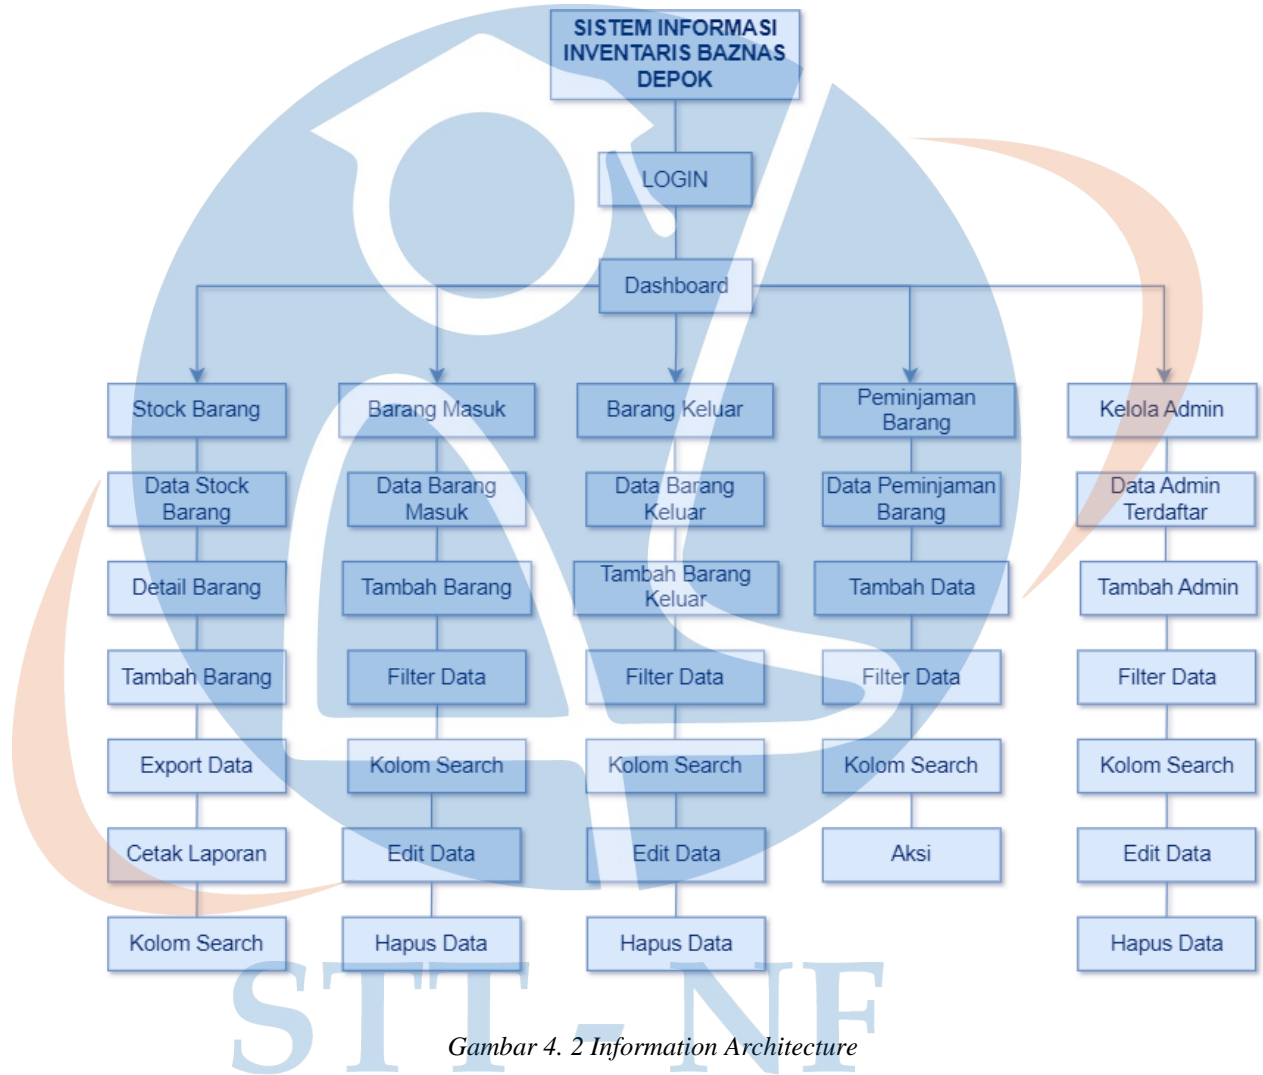 SISTEM INFORMASI
INVENTARIS BAZNAS
DEPOK
LOGIN
Dashboard
Stock Barang
Data Stock
Barang
Detail Barang
Tambah Barang
Export Data
Cetak Laporan
Kolom Search
Barang Masuk
Data Barang
Masuk
Tambah Barang
Filter Data
Kolom Search
Edit Data
Hapus Data
Barang Keluar
Data Barang
Keluar
Tambah Barang
Keluar
Filter Data
Kolom Search
Edit Data
Hapus Data
Peminjaman
Barang
Data Peminjaman
Barang
Tambah Data
Filter Data
Kolom Search
Aksi
Kelola Admin
Data Admin
Terdaftar
Tambah Admin
Filter Data
Kolom Search
Edit Data
Hapus Data
STT - NF
Gambar 4. 2 Information Architecture